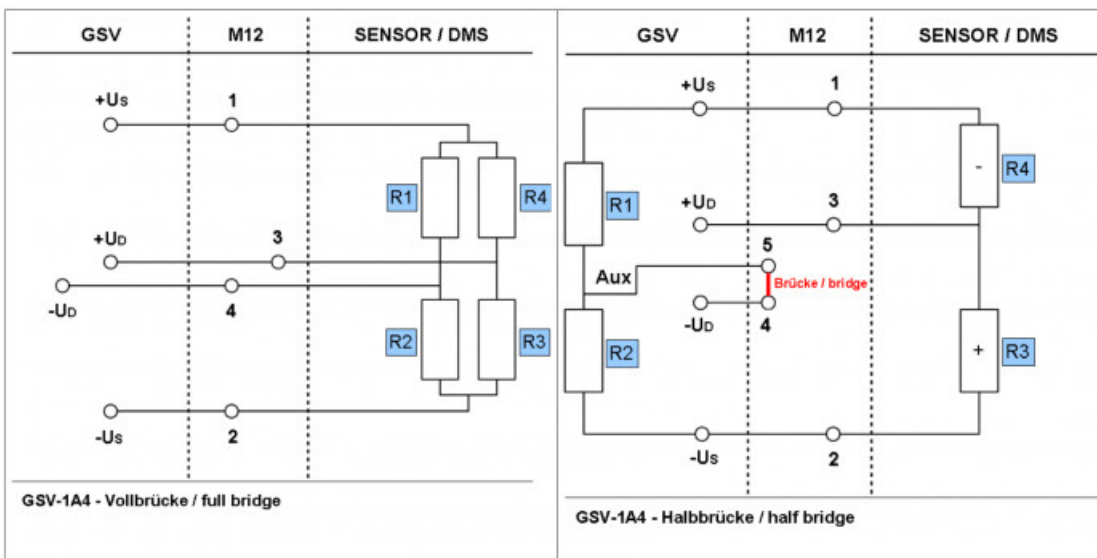 GSV M12 SENSOR / DMS
+Us 1
R1 R4
+UD 3
-UD 4
R2 R3
-Us 2
GSV-1A4 - Vollbrücke / full bridge
GSV M12 SENSOR / DMS
+Us 1
- R4
R1 +UD 3
5
Aux Brücke / bridge
-UD 4
R2 + R3
-Us 2
GSV-1A4 - Halbbrücke / half bridge